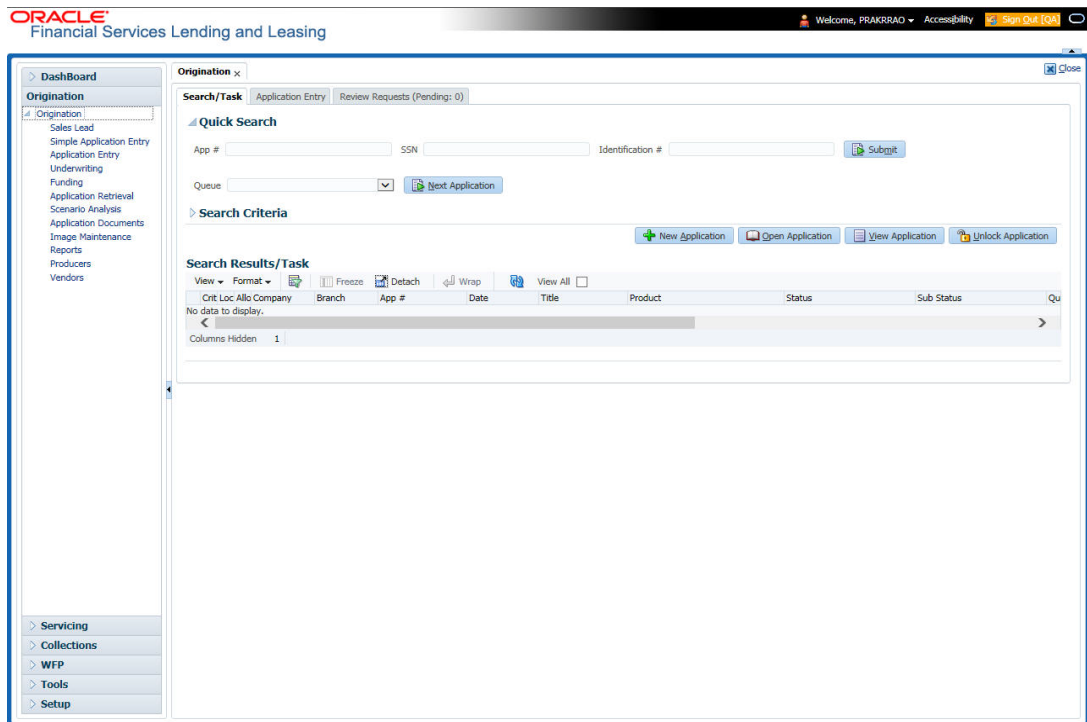 ORACLE
Financial Services Lending and Leasing
Welcome, PRAKRRAO Accessibility Sign Out [QA]
Close
DashBoard
Origination
Origination
Sales Lead
Simple Application Entry
Application Entry
Underwriting
Funding
Application Retrieval
Scenario Analysis
Application Documents
Image Maintenance
Reports
Producers
Vendors
Servicing
Collections
WFP
Tools
Setup
Origination x
Search/Task Application Entry Review Requests (Pending: 0)
Quick Search
App # SSN Identification # Submit
Queue Next Application
Search Criteria
New Application Open Application View Application Unlock Application
Search Results/Task
View Format Freeze Detach Wrap View All
Crit Loc Allo Company Branch App # Date Title Product Status Sub Status Qu
No data to display.
Columns Hidden 1